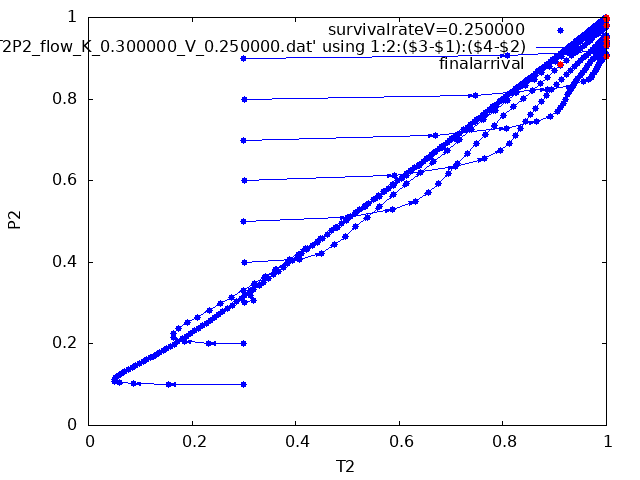 survivalrateV=0.250000
T2P2_flow_K_0.300000_V_0.250000.dat' using 1:2:($3-$1):($4-$2)
finalarrival
1
0.8
0.6
0.4
0.2
0
P2
0 0.2 0.4 0.6 0.8 1
T2